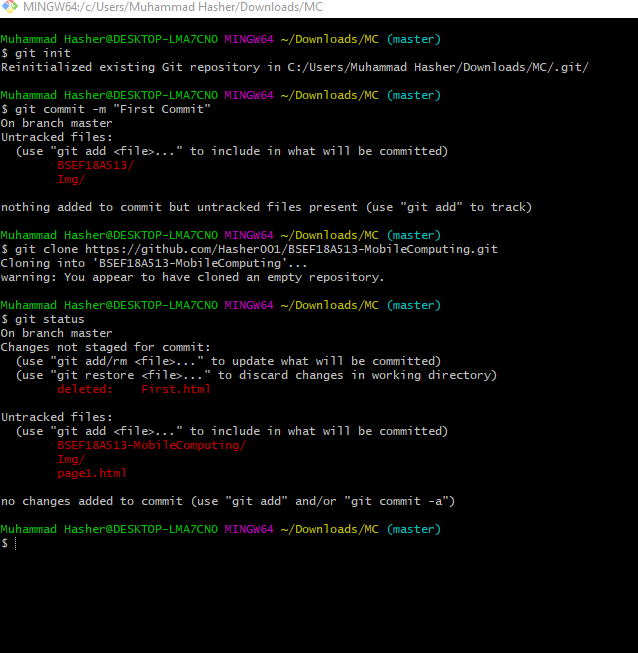 MINGW64:/c/Users/Muhammad Hasher/Downloads/MC
Muhammad Hasher@DESKTOP-LMA7CNO MINGW64 ~/Downloads/MC (master)
$ git init
Reinitialized existing Git repository in C:/Users/Muhammad Hasher/Downloads/MC/.git/
Muhammad Hasher@DESKTOP-LMA7CNO MINGW64 ~/Downloads/MC (master)
$ git commit -m "First Commit"
On branch master
Untracked files:
  (use "git add <file>..." to include in what will be committed)
        BSEF18A513/
        Img/
nothing added to commit but untracked files present (use "git add" to track)
Muhammad Hasher@DESKTOP-LMA7CNO MINGW64 ~/Downloads/MC (master)
$ git clone https://github.com/Hasher001/BSEF18A513-MobileComputing.git
Cloning into 'BSEF18A513-MobileComputing'...
warning: You appear to have cloned an empty repository.
Muhammad Hasher@DESKTOP-LMA7CNO MINGW64 ~/Downloads/MC (master)
$ git status
On branch master
Changes not staged for commit:
  (use "git add/rm <file>..." to update what will be committed)
  (use "git restore <file>..." to discard changes in working directory)
        deleted:    First.html
Untracked files:
  (use "git add <file>..." to include in what will be committed)
        BSEF18A513-MobileComputing/
        Img/
        page1.html
no changes added to commit (use "git add" and/or "git commit -a")
Muhammad Hasher@DESKTOP-LMA7CNO MINGW64 ~/Downloads/MC (master)
$